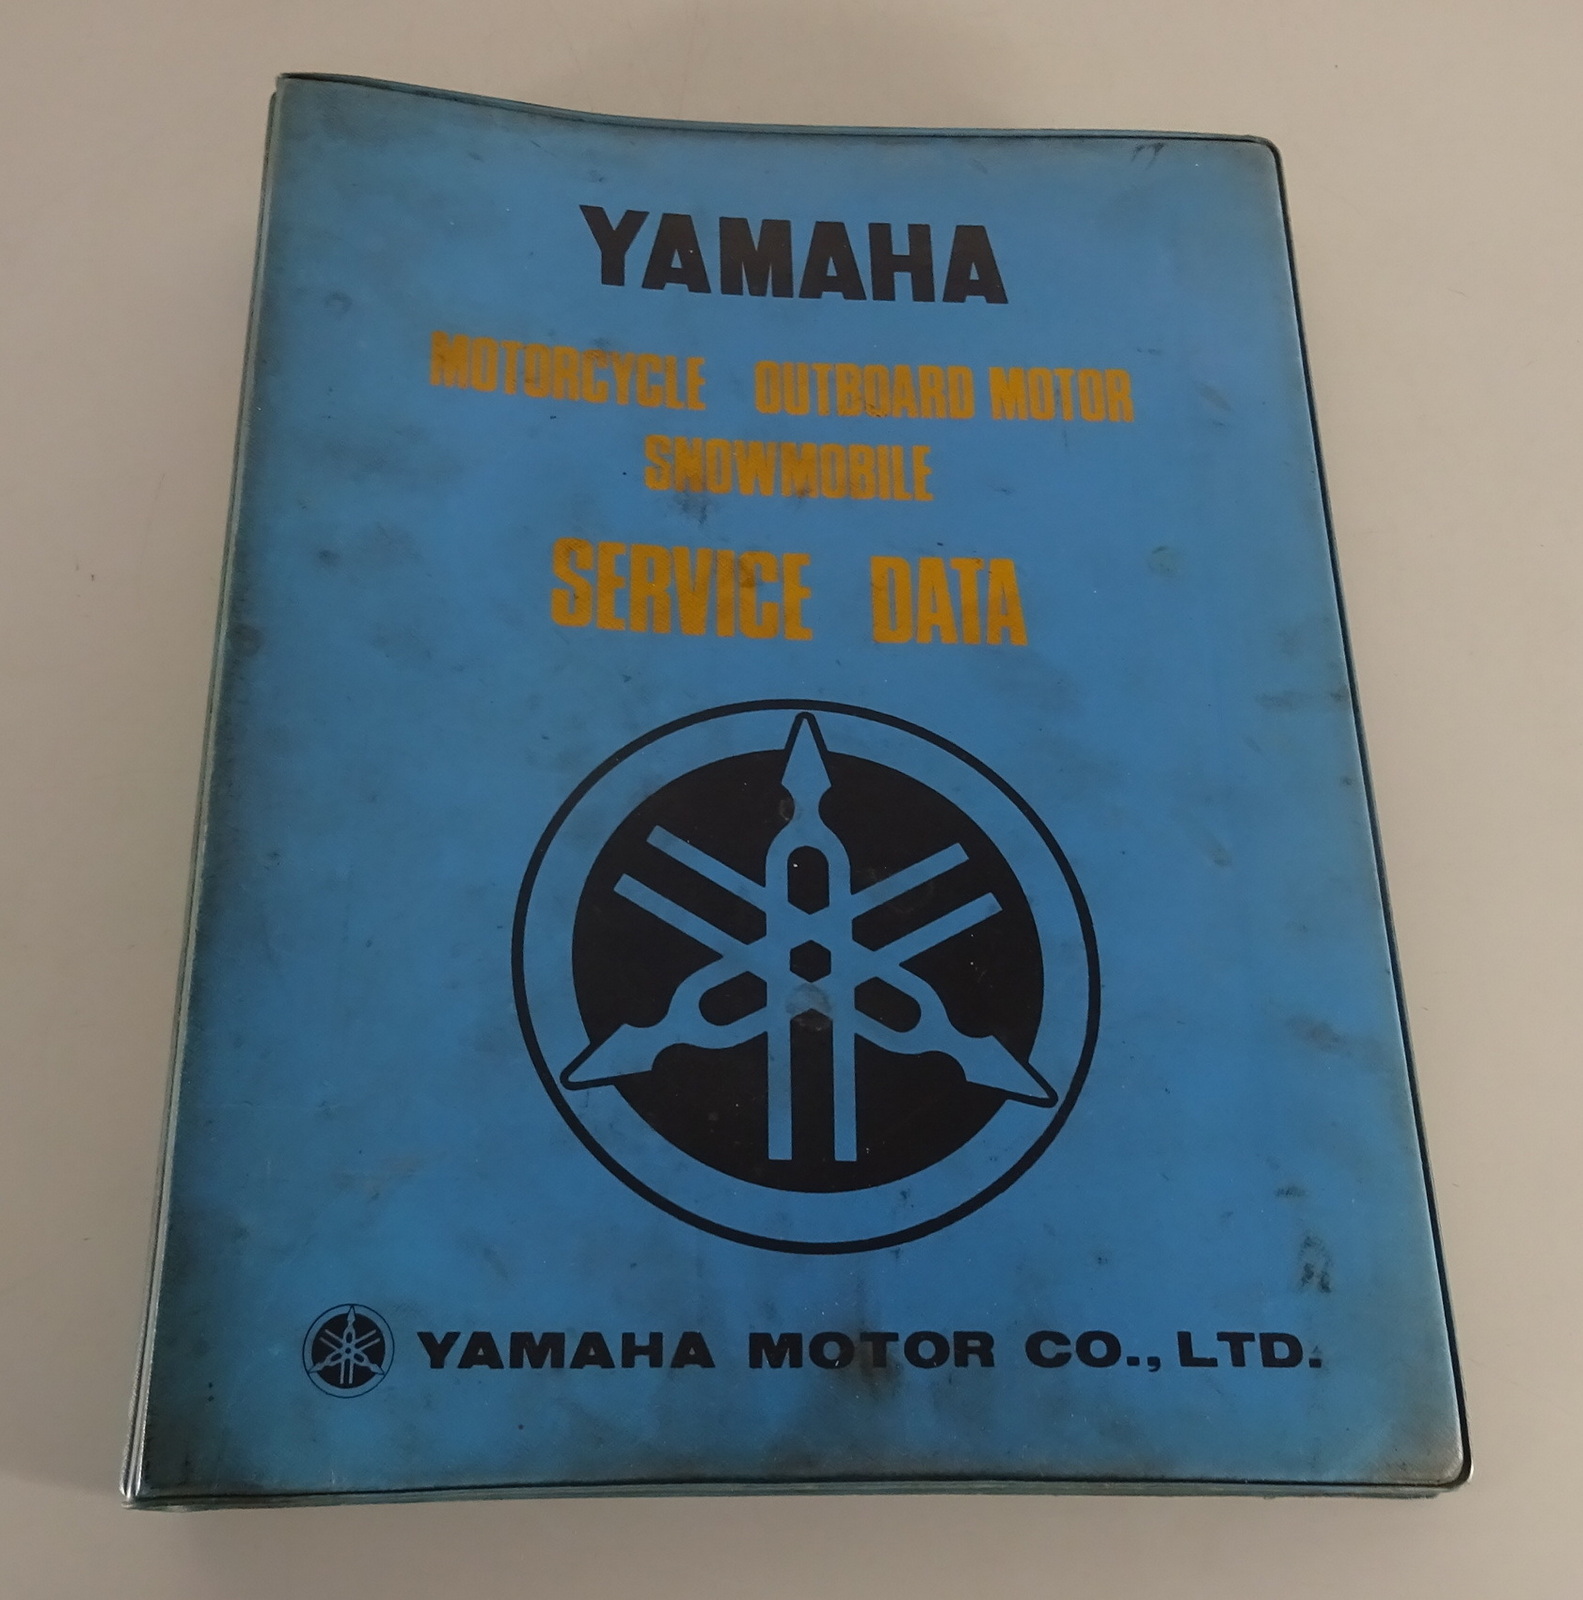 YAMAHA
MOTORCYCLE OUTBOARD MOTOR
SNOWMOBILE
SERVICE DATA
YAMAHA MOTOR CO., LTD.